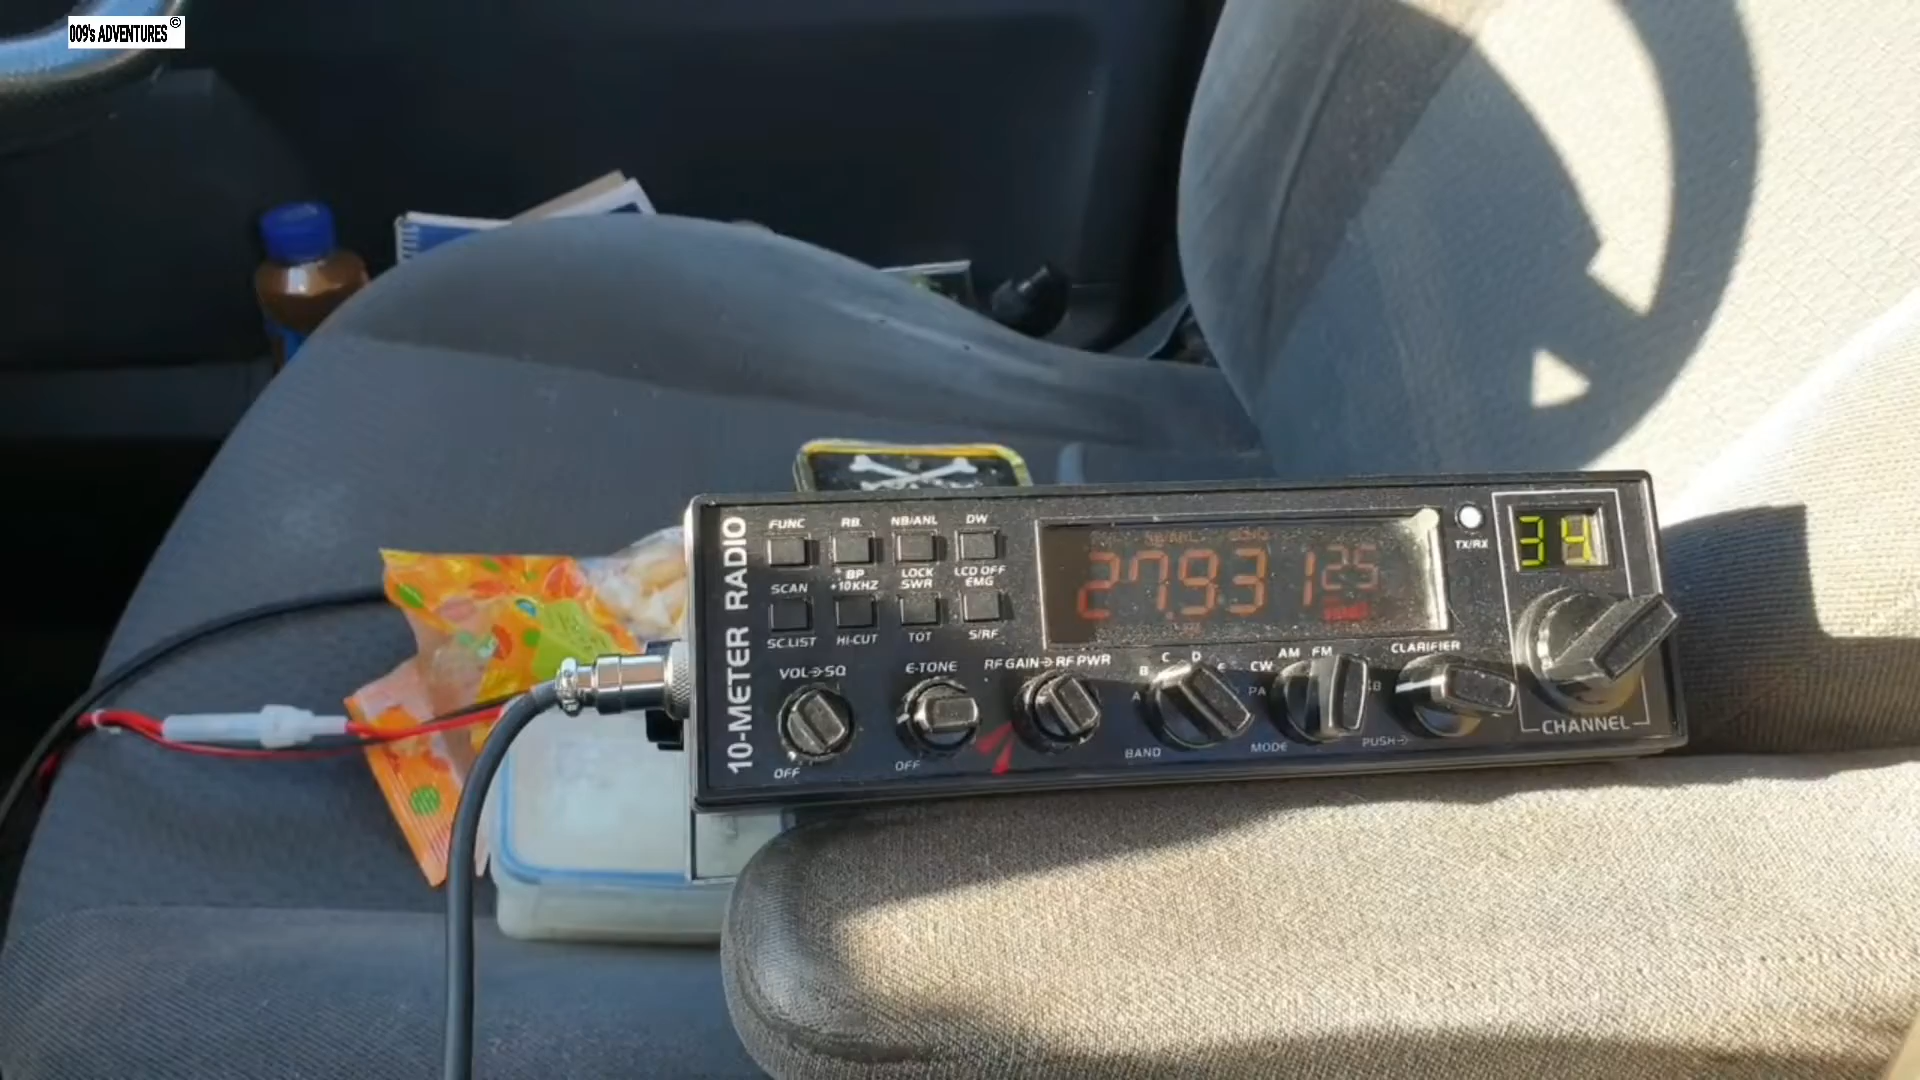 009's ADVENTURES©
10-METER RADIO
FUNC RB NB/ANL DW
SCAN BP +10KHZ LOCK SWR LCD OFF EMG
SC.LIST HI-CUT TOT S/RF
27.93125
TX/RX
34
VOL SQ E-TONE RF GAIN RF PWR
B C D CW AM FM CLARIFIER
A PA
OFF OFF BAND MODE PUSH CHANNEL